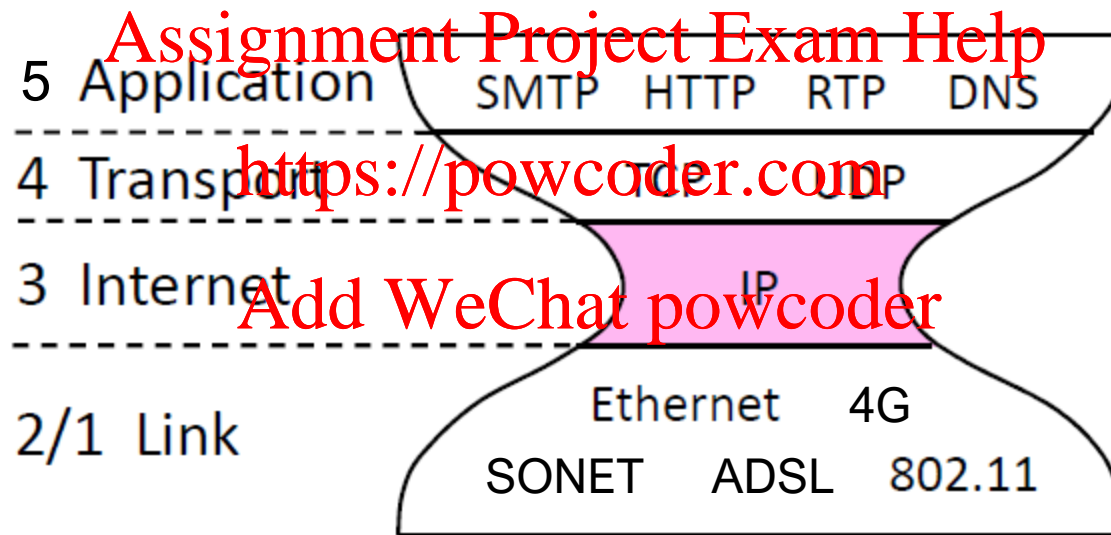 Assignment Project Exam Help
5 Application SMTP HTTP RTP DNS
https://powcoder.com
4 Transport TCP UDP
3 Internet IP
Add WeChat powcoder
Ethernet 4G
2/1 Link
SONET ADSL 802.11